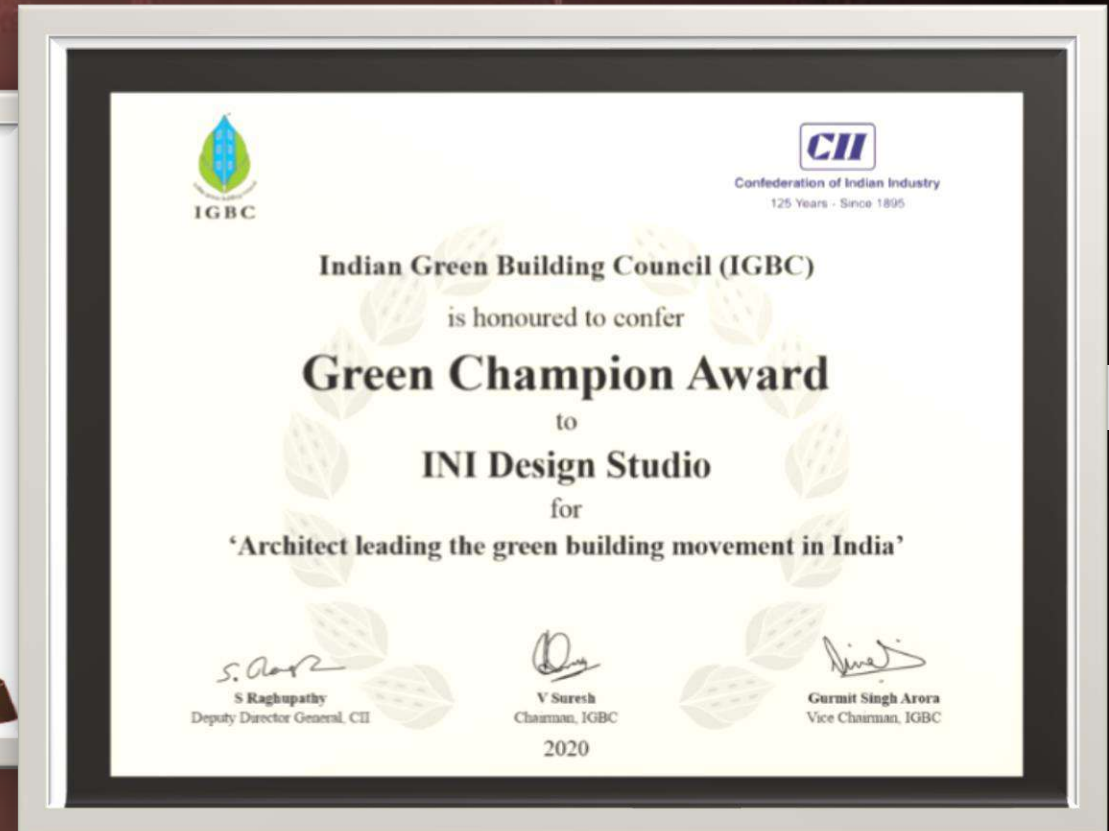 IGBC
CII
Confederation of Indian Industry
125 Years - Since 1895
Indian Green Building Council (IGBC)
is honoured to confer
Green Champion Award
to
INI Design Studio
for
‘Architect leading the green building movement in India’
S Raghupathy
Deputy Director General, CII
V Suresh
Chairman, IGBC
Gurmit Singh Arora
Vice Chairman, IGBC
2020